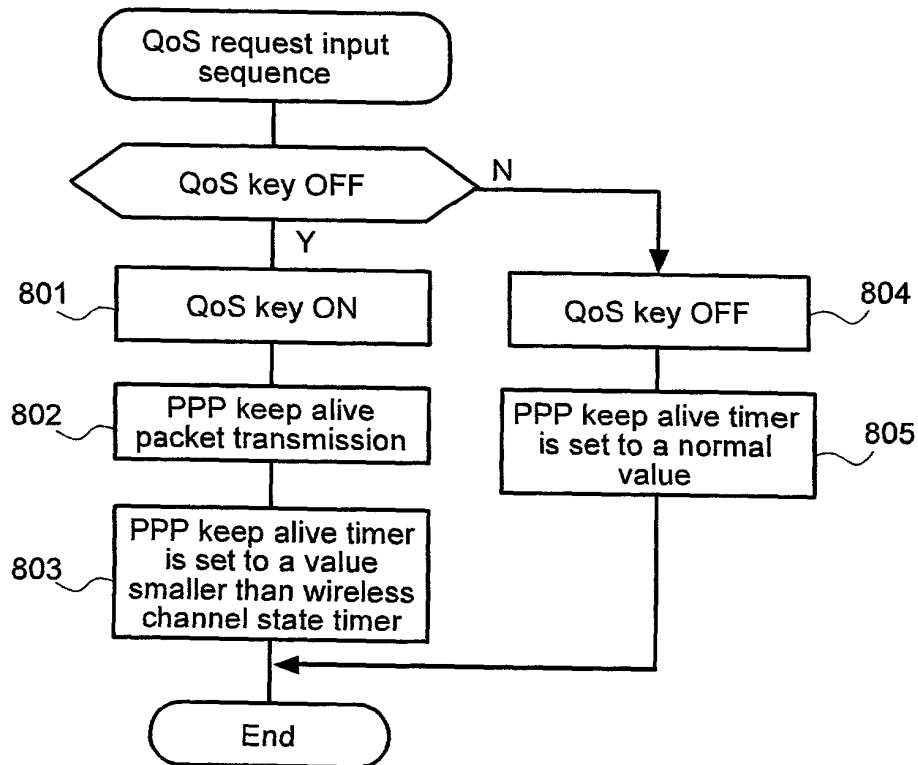 QoS request input
sequence
QoS key OFF
N
Y
801
QoS key ON
804
QoS key OFF
802
PPP keep alive
packet transmission
PPP keep alive timer
is set to a normal
value
805
803
PPP keep alive timer
is set to a value
smaller than wireless
channel state timer
End